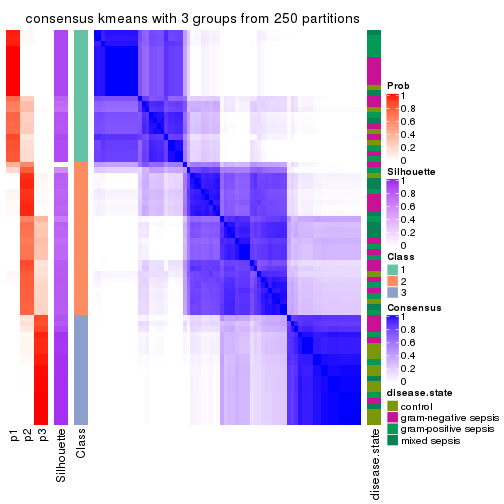 consensus kmeans with 3 groups from 250 partitions
Prob
1
0.8
0.6
0.4
0.2
0
Silhouette
1
0.8
0.6
0.4
0.2
0
Class
1
2
3
Consensus
1
0.8
0.6
0.4
0.2
0
disease.state
control
gram-negative sepsis
gram-positive sepsis
mixed sepsis
p1
p2
p3
Silhouette
Class
disease.state